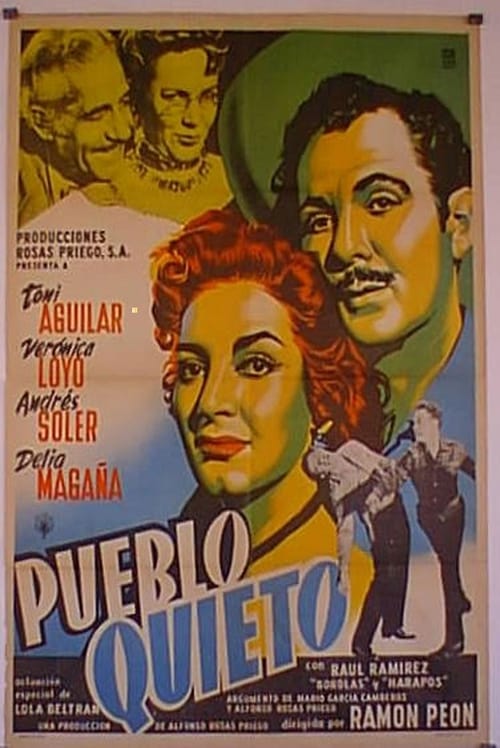 PRODUCCIONES
ROSAS PRIEGO, S.A.
PRESENTA A
Toni
AGUILAR
Verónica
LOYO
Andrés
SOLER
Delia
MAGAÑA
PUEBLO
QUIETO
actuación
especial de
LOLA BELTRAN
con RAUL RAMIREZ
"BOROLAS" y "HARAPOS"
ARGUMENTO DE MARIO GARCIA CAMBEROS
Y ALFONSO ROSAS PRIEGO
UNA PRODUCCION DE ALFONSO ROSAS PRIEGO dirigida por RAMON PEON